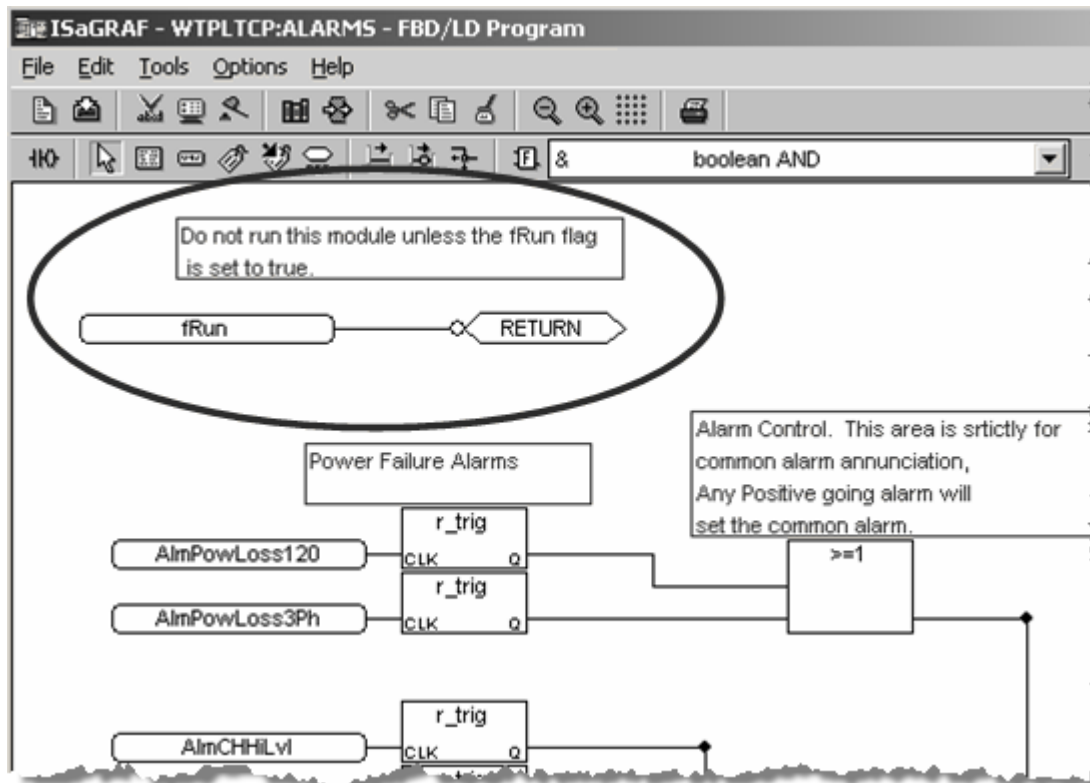 ISaGRAF - WTPLTCP:ALARMS - FBD/LD Program
File Edit Tools Options Help
& boolean AND
Do not run this module unless the fRun flag
is set to true.
fRun RETURN
Alarm Control. This area is srtictly for
common alarm annunciation,
Any Positive going alarm will
set the common alarm.
Power Failure Alarms
r_trig
AlmPowLoss120 CLK Q >=1
r_trig
AlmPowLoss3Ph CLK Q
r_trig
AlmCHHiLvl CLK Q